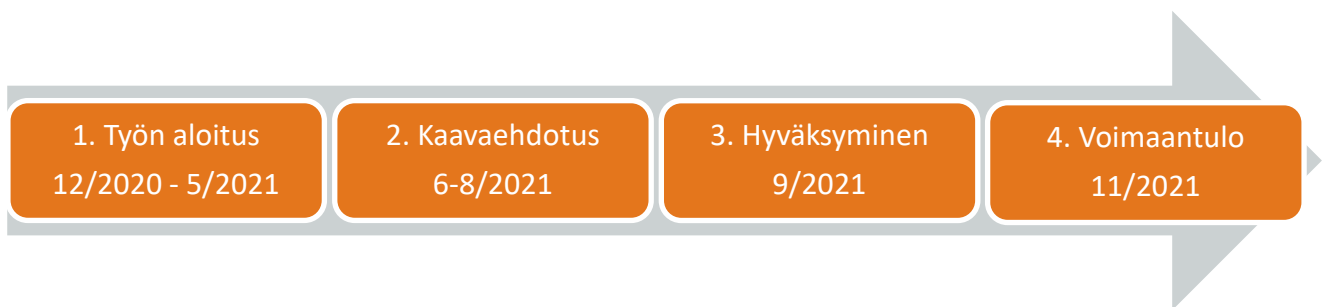 1. Työn aloitus
12/2020 - 5/2021
2. Kaavaehdotus
6-8/2021
3. Hyväksyminen
9/2021
4. Voimaantulo
11/2021